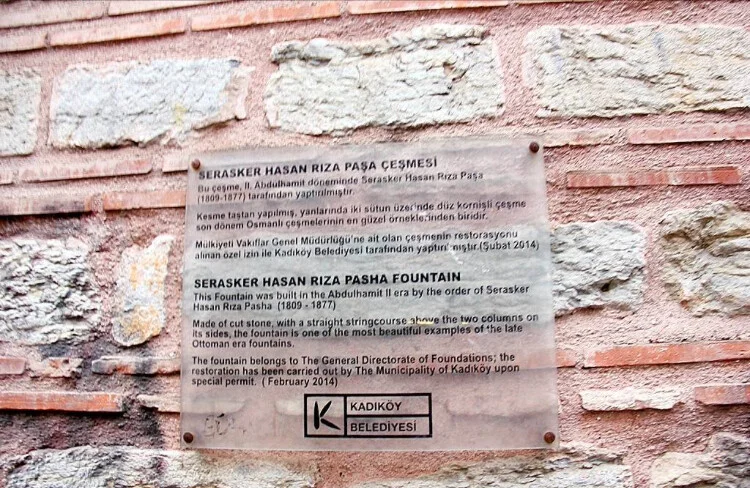 SERASKER HASAN RIZA PAŞA ÇEŞMESİ
Bu çeşme, II. Abdulhamit döneminde Serasker Hasan Rıza Paşa
(1809-1877) tarafından yaptırılmıştır.
Kesme taştan yapılmış, yanlarında iki sütun üzerinde düz kornişli çeşme
son dönem Osmanlı çeşmelerinin en güzel örneklerinden biridir.
Mülkiyeti Vakıflar Genel Müdürlüğü'ne ait olan çeşmenin restorasyonu
alınan özel izin ile Kadıköy Belediyesi tarafından yaptırılmıştır.(Şubat 2014)
SERASKER HASAN RIZA PASHA FOUNTAIN
This Fountain was built in the Abdulhamit II era by the order of Serasker
Hasan Rıza Pasha (1809 - 1877)
Made of cut stone, with a straight stringcourse above the two columns on
its sides, the fountain is one of the most beautiful examples of the late
Ottoman era fountains.
The fountain belongs to The General Directorate of Foundations; the
restoration has been carried out by The Municipality of Kadıköy upon
special permit. ( February 2014)
K KADIKÖY
BELEDİYESİ